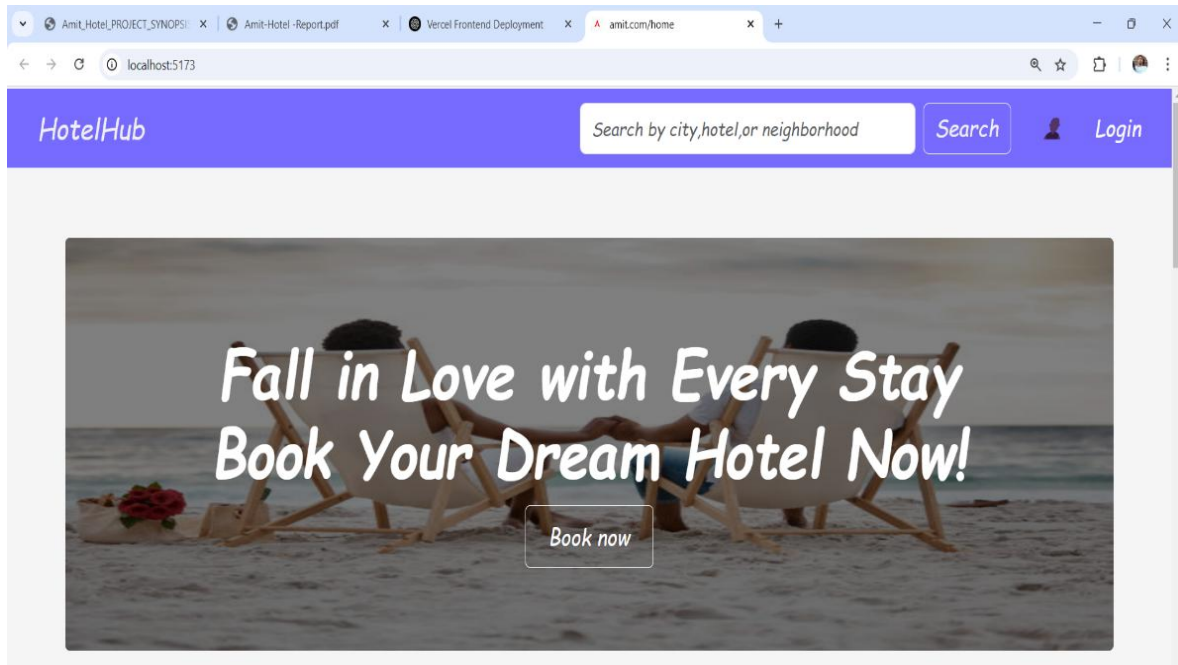 Amit_Hotel_PROJECT_SYNOPSI
Amit-Hotel -Report.pdf
Vercel Frontend Deployment
amit.com/home
localhost:5173
HotelHub
Search by city,hotel,or neighborhood
Search
Login
Fall in Love with Every Stay
Book Your Dream Hotel Now!
Book now